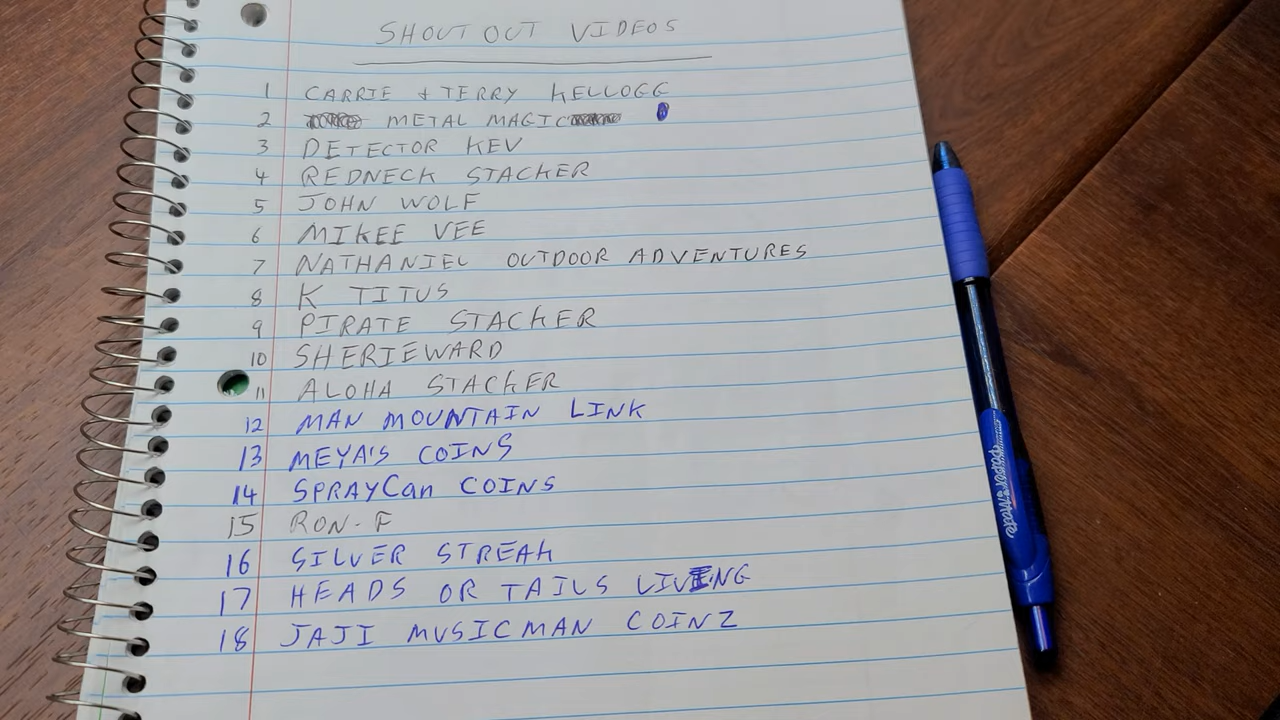 SHOUTOUT VIDEOS
1 CARRIE + TERRY KELLOGG
2 METAL MAGIC
3 DETECTOR KEV
4 REDNECK STACKER
5 JOHN WOLF
6 MIKEE VEE
7 NATHANIEL OUTDOOR ADVENTURES
8 K TITUS
9 PIRATE STACKER
10 SHERIEWARD
11 ALOHA STACKER
12 MAN MOUNTAIN LINK
13 MEYA'S COINS
14 SPRAYCan COINS
15 RON-F
16 SILVER STREAK
17 HEADS OR TAILS LIVING
18 JAJI MUSICMAN COINZ
paper mate